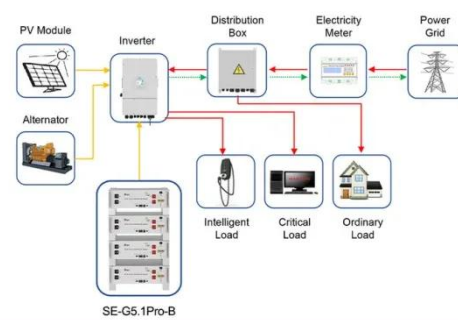 PV Module
Inverter
Distribution
Box
Electricity
Meter
Power
Grid
Alternator
Intelligent
Load
Critical
Load
Ordinary
Load
SE-G5.1Pro-B